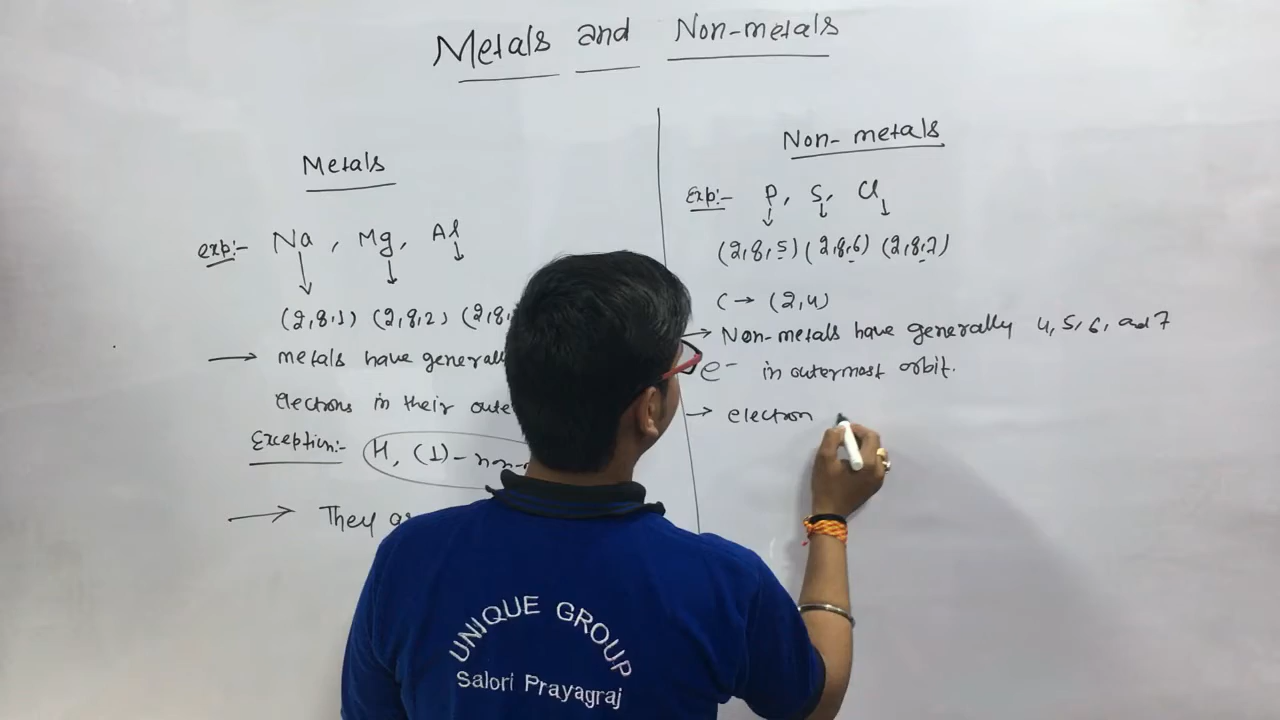 Metals and Non-metals
Metals
exp:- Na, Mg, Al
(2,8,1) (2,8,2) (2,8,
→ metals have generall
electrons in their oute
Exception:- H, (1) - non-
→ They a
Non-metals
Exp:- P, S, Cl
(2,8,5) (2,8,6) (2,8,7)
C → (2,4)
→ Non-metals have generally 4, 5, 6, and 7
e⁻ in outermost orbit.
→ electron
UNIQUE GROUP
Salori Prayagraj